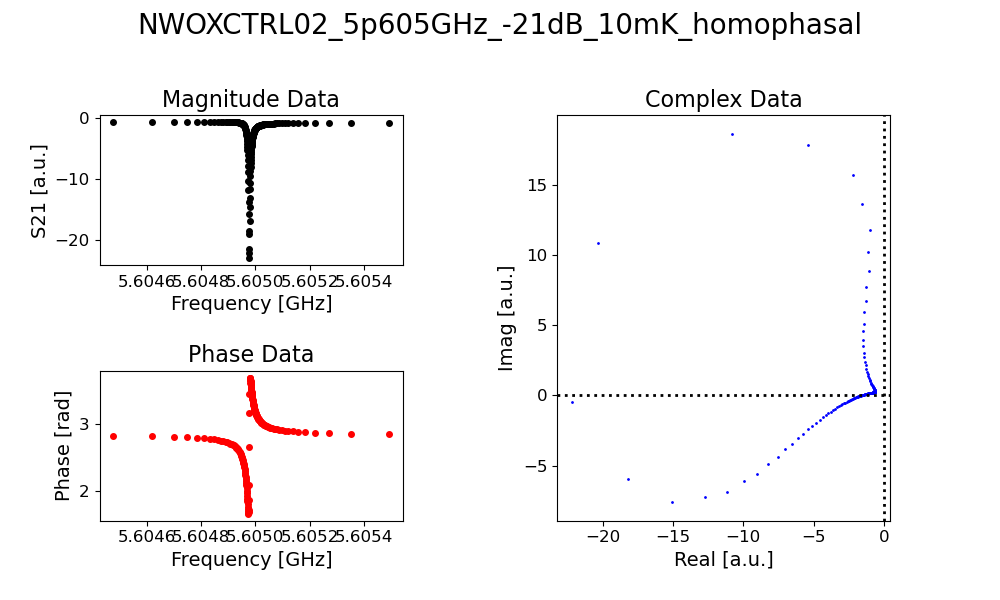 NWOXCTRL02_5p605GHz_-21dB_10mK_homophasal
Magnitude Data
S21 [a.u.]
0
−10
−20
5.6046 5.6048 5.6050 5.6052 5.6054
Frequency [GHz]
Phase Data
Phase [rad]
3
2
5.6046 5.6048 5.6050 5.6052 5.6054
Frequency [GHz]
Complex Data
Imag [a.u.]
15
10
5
0
−5
−20 −15 −10 −5 0
Real [a.u.]